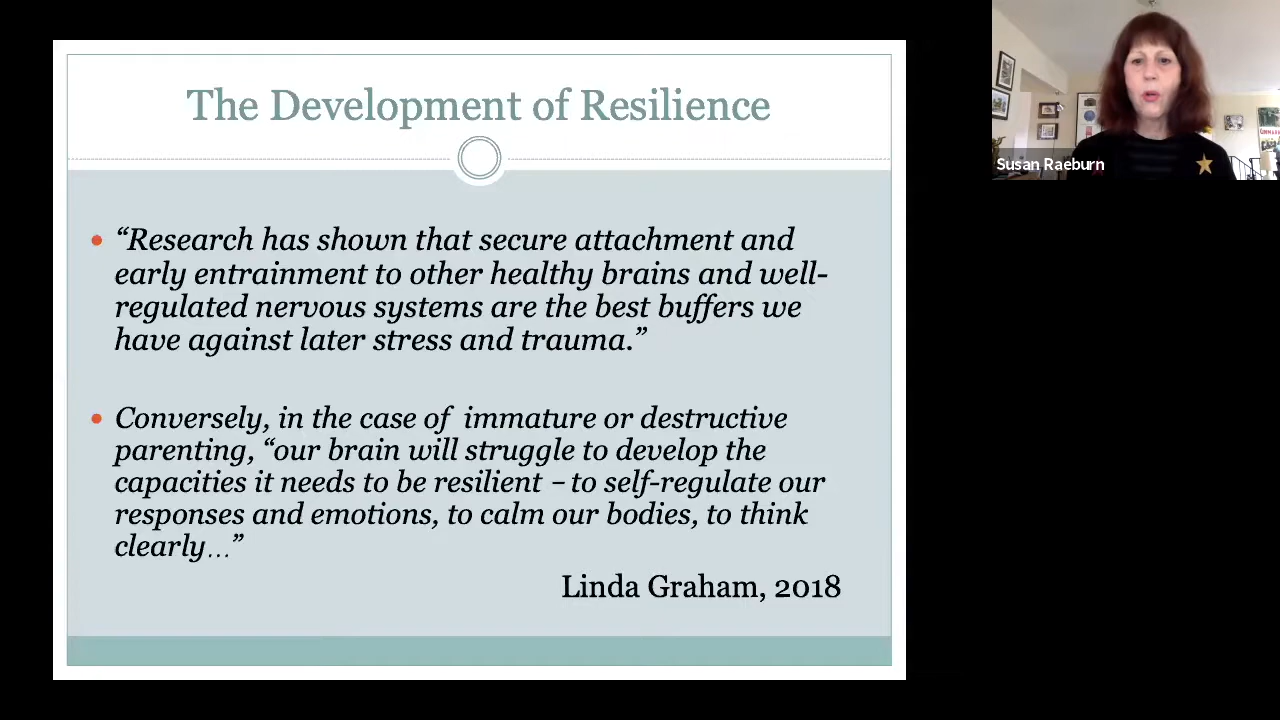 The Development of Resilience
• “Research has shown that secure attachment and
early entrainment to other healthy brains and well-
regulated nervous systems are the best buffers we
have against later stress and trauma.”
• Conversely, in the case of immature or destructive
parenting, “our brain will struggle to develop the
capacities it needs to be resilient – to self-regulate our
responses and emotions, to calm our bodies, to think
clearly...”
Linda Graham, 2018
Susan Raeburn